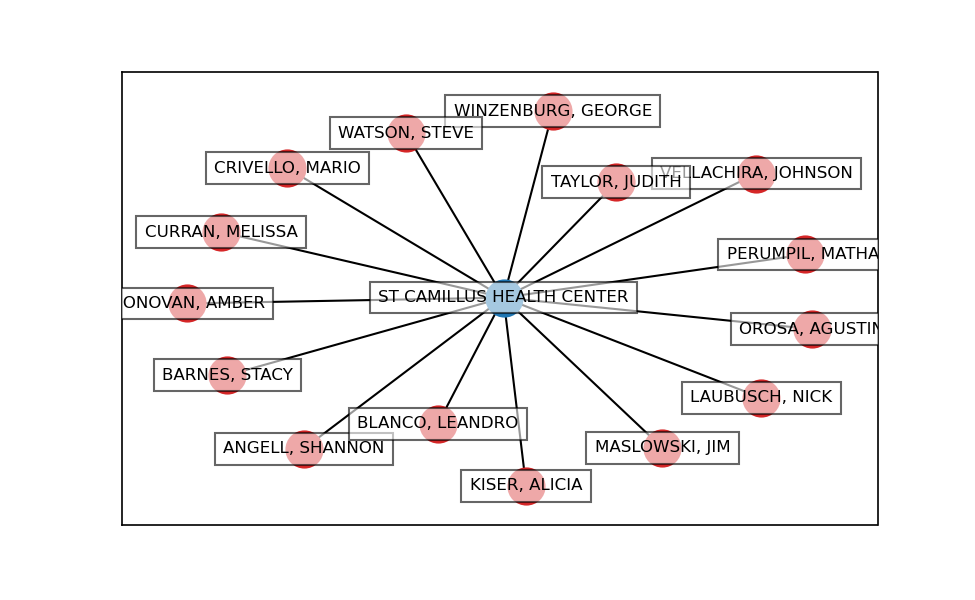 WINZENBURG, GEORGE
WATSON, STEVE
CRIVELLO, MARIO
VELLACHIRA, JOHNSON
TAYLOR, JUDITH
CURRAN, MELISSA
PERUMPIL, MATHA
ST CAMILLUS HEALTH CENTER
ONOVAN, AMBER
OROSA, AGUSTIN
BARNES, STACY
LAUBUSCH, NICK
BLANCO, LEANDRO
ANGELL, SHANNON
MASLOWSKI, JIM
KISER, ALICIA